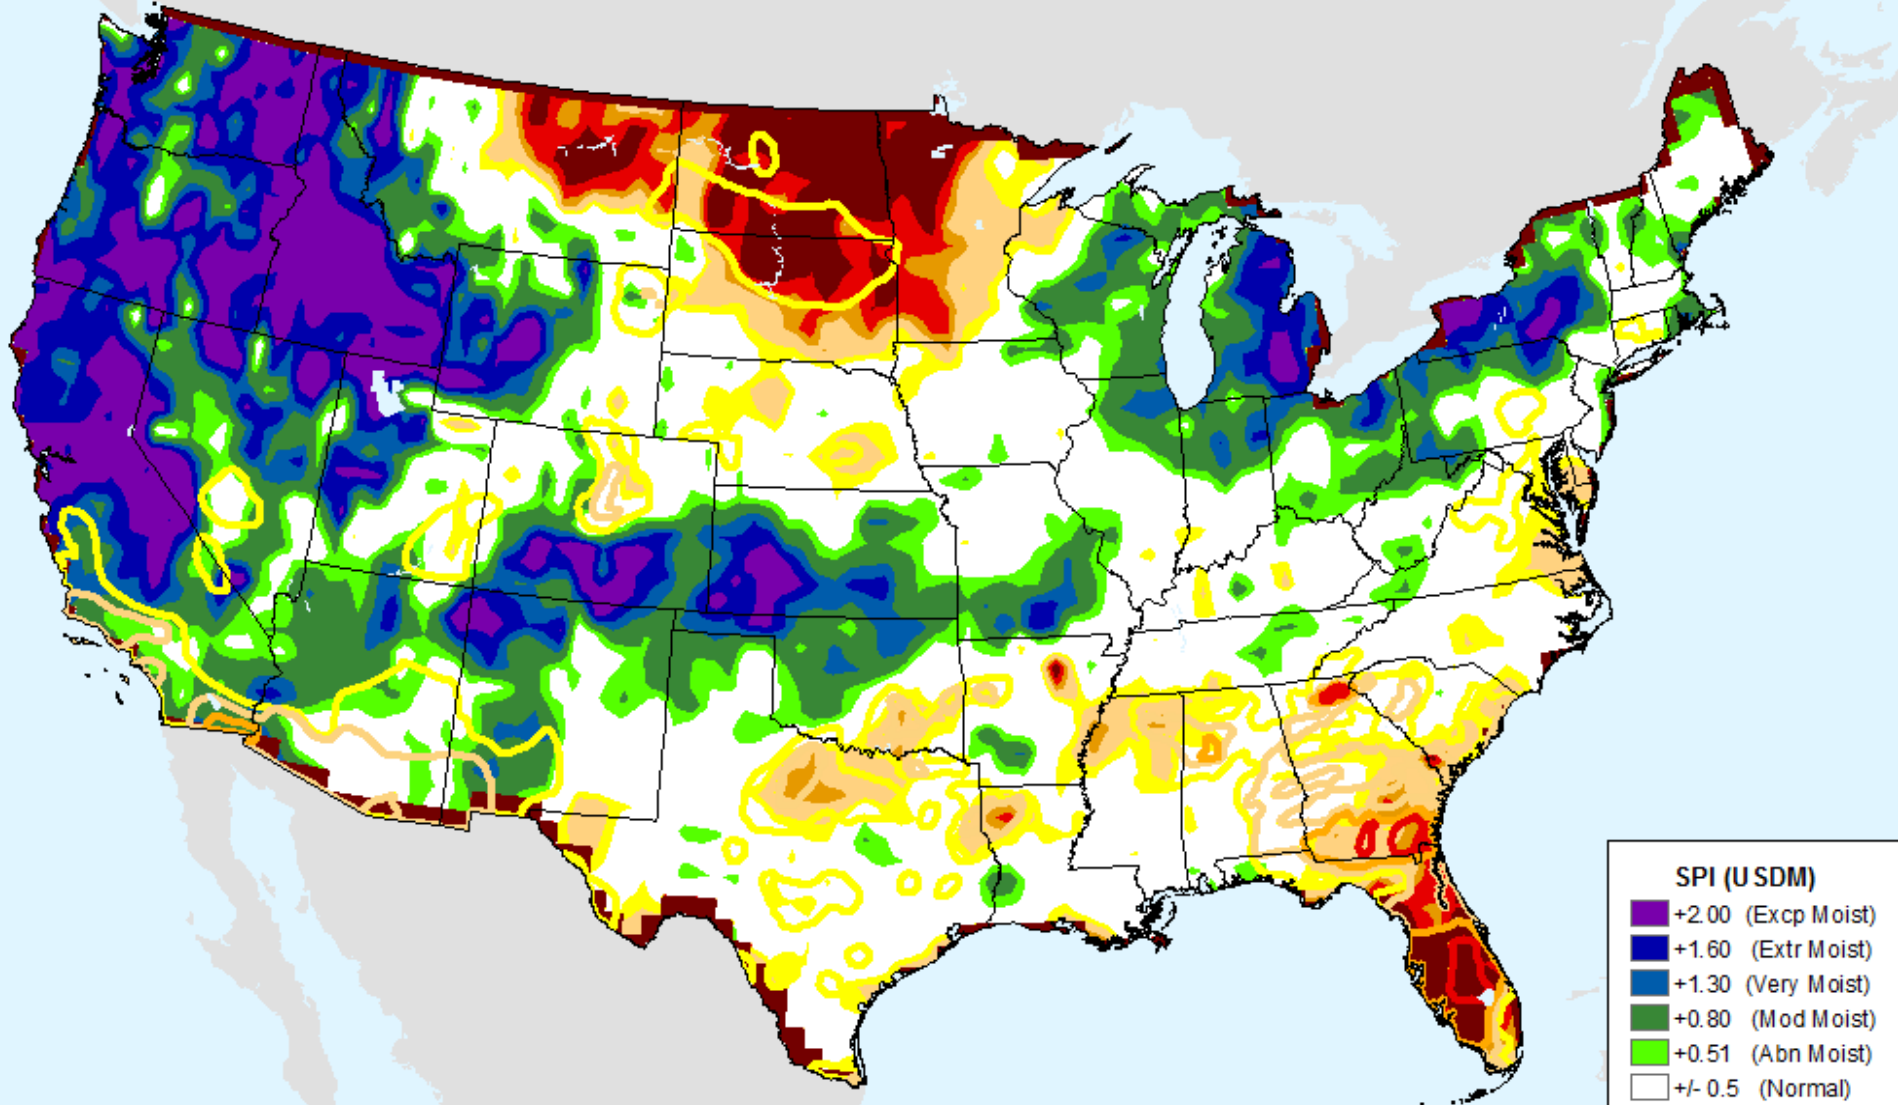 SPI (USDM)
+2.00 (Excp Moist)
+1.60 (Extr Moist)
+1.30 (Very Moist)
+0.80 (Mod Moist)
+0.51 (Abn Moist)
+/- 0.5 (Normal)